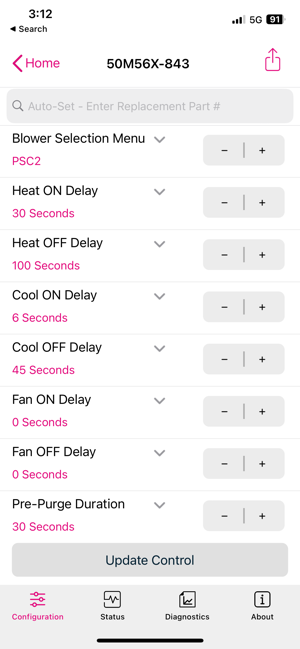 3:12
5G 91
Search
Home
50M56X-843
Auto-Set - Enter Replacement Part #
Blower Selection Menu
PSC2
- +
Heat ON Delay
30 Seconds
- +
Heat OFF Delay
100 Seconds
- +
Cool ON Delay
6 Seconds
- +
Cool OFF Delay
45 Seconds
- +
Fan ON Delay
0 Seconds
- +
Fan OFF Delay
0 Seconds
- +
Pre-Purge Duration
30 Seconds
- +
Update Control
Configuration
Status
Diagnostics
About